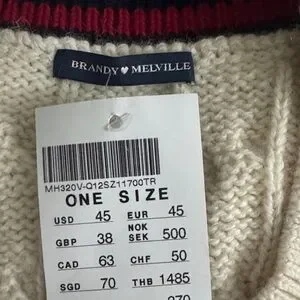 BRANDY♥MELVILLE
MH320V-Q12SZ11700TR
ONE SIZE
USD 45 EUR 45
GBP 38 NOK SEK 500
CAD 63 CHF 50
SGD 70 THB 1485
270